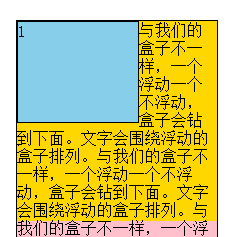 1
与我们的
盒子不一
样，一个
浮动一个
不浮动，
盒子会钻
到下面。文字会围绕浮动的
盒子排列。与我们的盒子不
一样，一个浮动一个不浮
动，盒子会钻到下面。文字
会围绕浮动的盒子排列。与
我们的盒子不一样，一个浮